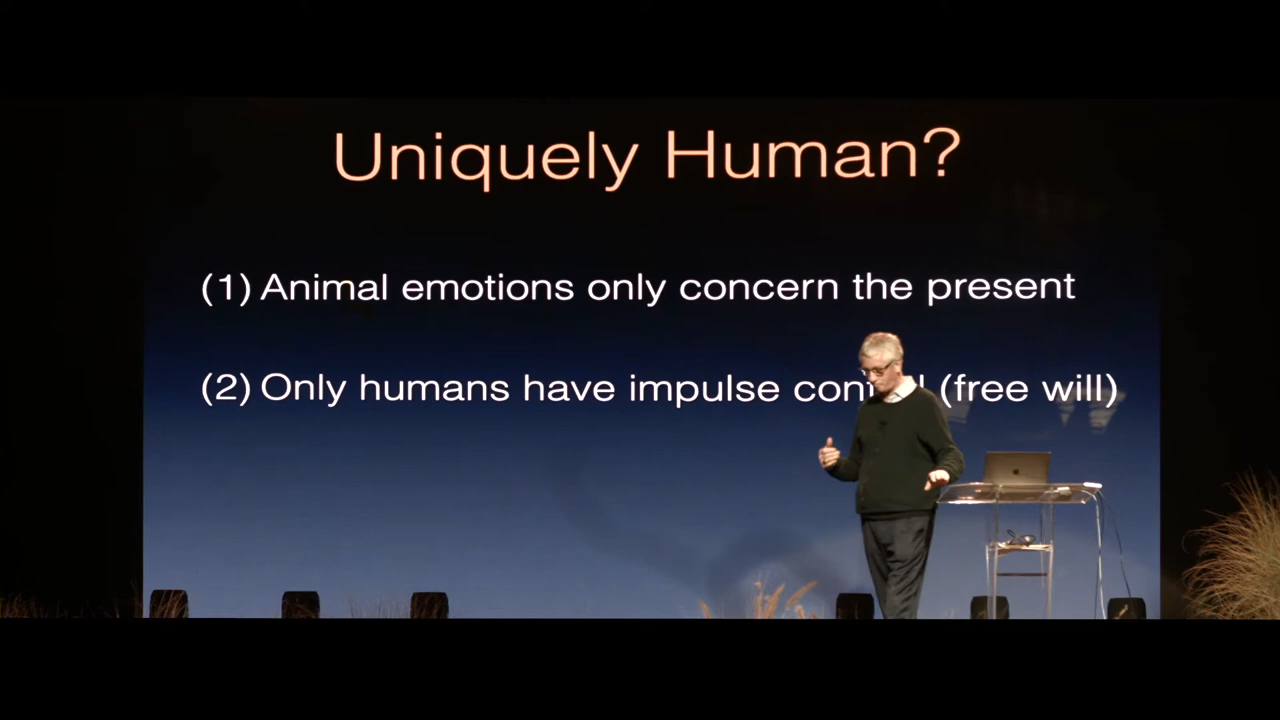 Uniquely Human?
(1) Animal emotions only concern the present
(2) Only humans have impulse (free will)